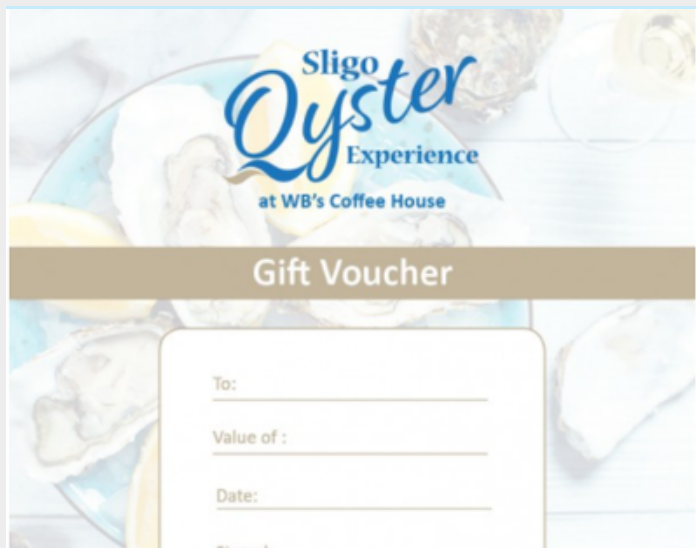 Sligo
Oyster
Experience
at WB's Coffee House
Gift Voucher
To:
Value of :
Date: